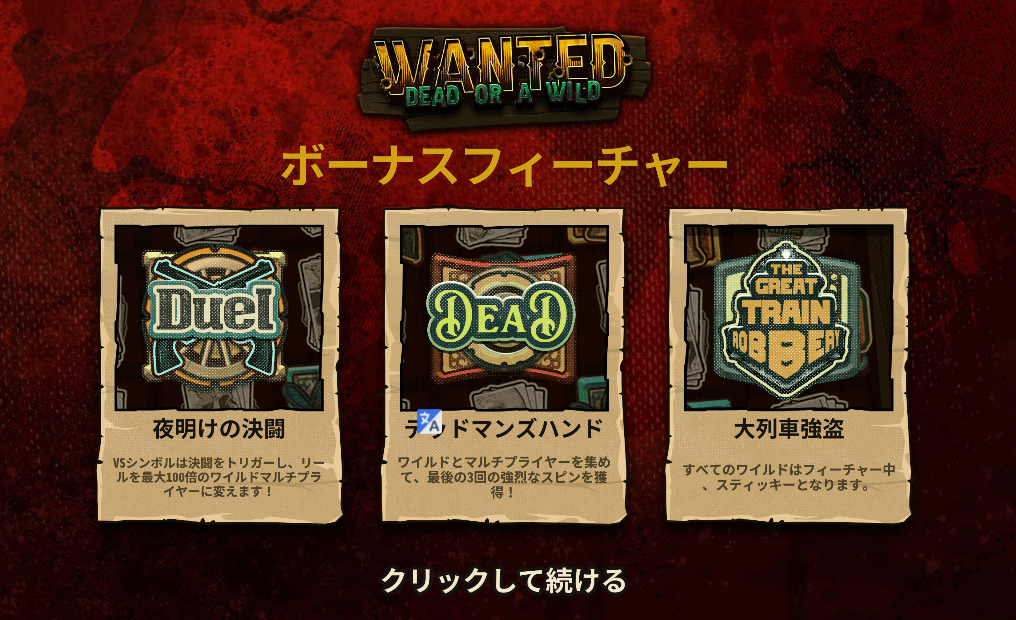 WANTED
DEAD OR A WILD
ボーナスフィーチャー
Duel
夜明けの決闘
VSシンボルは決闘をトリガーし、リー
ルを最大100倍のワイルドマルチプラ
イヤーに変えます！
DEAD
デッドマンズハンド
ワイルドとマルチプライヤーを集め
て、最後の3回の強烈なスピンを獲
得！
THE
GREAT
TRAIN
ROBBERY
大列車強盗
すべてのワイルドはフィーチャー中
、スティッキーとなります。
クリックして続ける